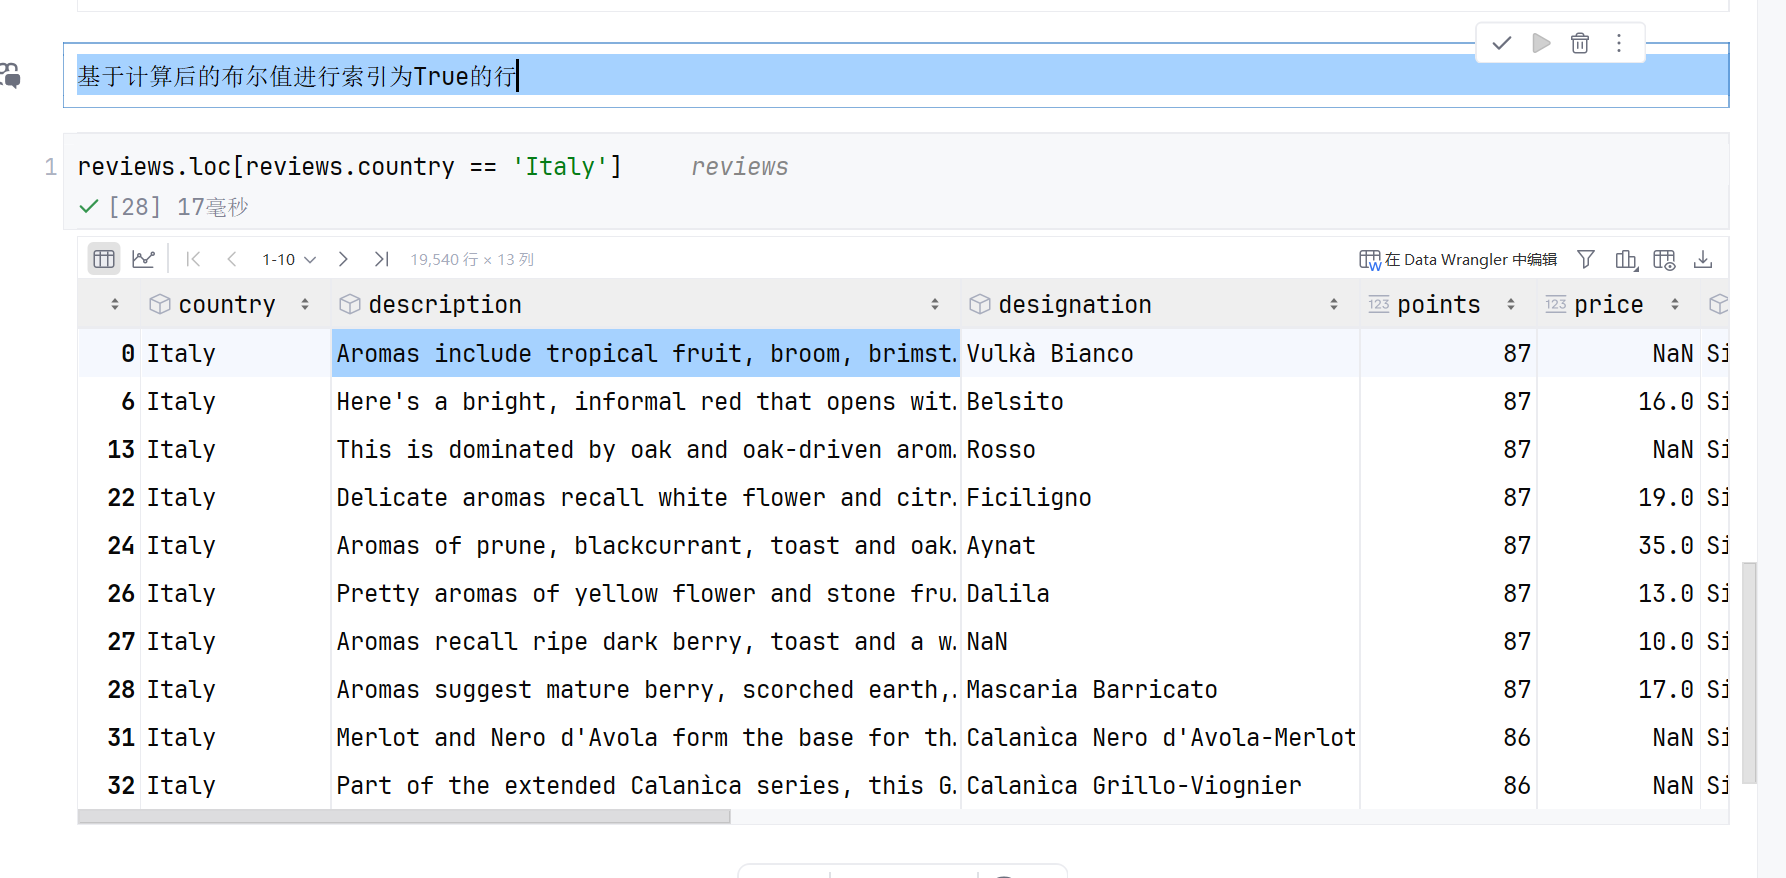 基于计算后的布尔值进行索引为True的行
1 reviews.loc[reviews.country == 'Italy'] reviews
[28] 17毫秒
1-10 19,540 行 × 13 列 在 Data Wrangler 中编辑
country description designation 123 points 123 price
0 Italy Aromas include tropical fruit, broom, brimst. Vulkà Bianco 87 NaN Si
6 Italy Here's a bright, informal red that opens wit. Belsito 87 16.0 Si
13 Italy This is dominated by oak and oak-driven arom. Rosso 87 NaN Si
22 Italy Delicate aromas recall white flower and citr. Ficiligno 87 19.0 Si
24 Italy Aromas of prune, blackcurrant, toast and oak. Aynat 87 35.0 Si
26 Italy Pretty aromas of yellow flower and stone fru. Dalila 87 13.0 Si
27 Italy Aromas recall ripe dark berry, toast and a w. NaN 87 10.0 Si
28 Italy Aromas suggest mature berry, scorched earth,. Mascaria Barricato 87 17.0 Si
31 Italy Merlot and Nero d'Avola form the base for th. Calanìca Nero d'Avola-Merlot 86 NaN Si
32 Italy Part of the extended Calanìca series, this G. Calanìca Grillo-Viognier 86 NaN Si